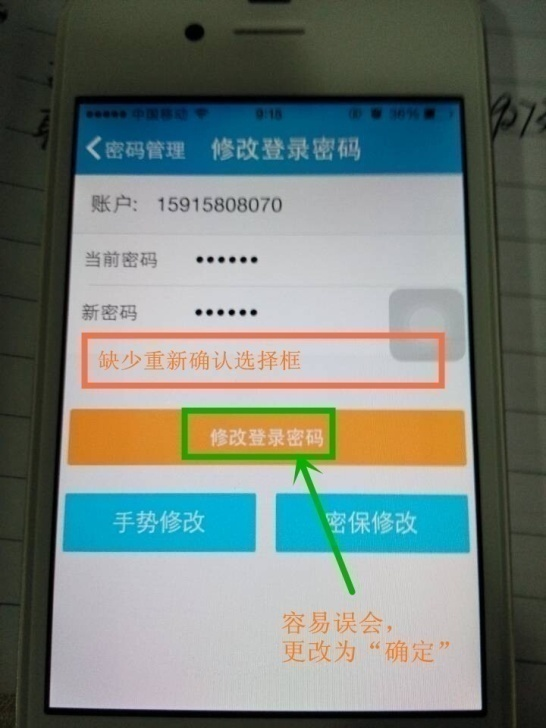 中国移动 9:15 36%
密码管理 修改登录密码
账户: 15915808070
当前密码 ••••••
新密码 ••••••
缺少重新确认选择框
修改登录密码
手势修改 密保修改
容易误会,
更改为“确定”